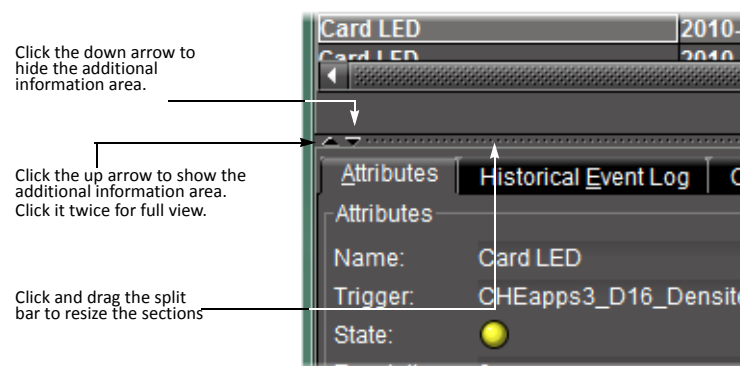 Click the down arrow to
hide the additional
information area.
Click the up arrow to show the
additional information area.
Click it twice for full view.
Click and drag the split
bar to resize the sections
Card LED 2010-
Card LED 2010
Attributes Historical Event Log
Attributes
Name: Card LED
Trigger: CHEapps3_D16_Densite
State: